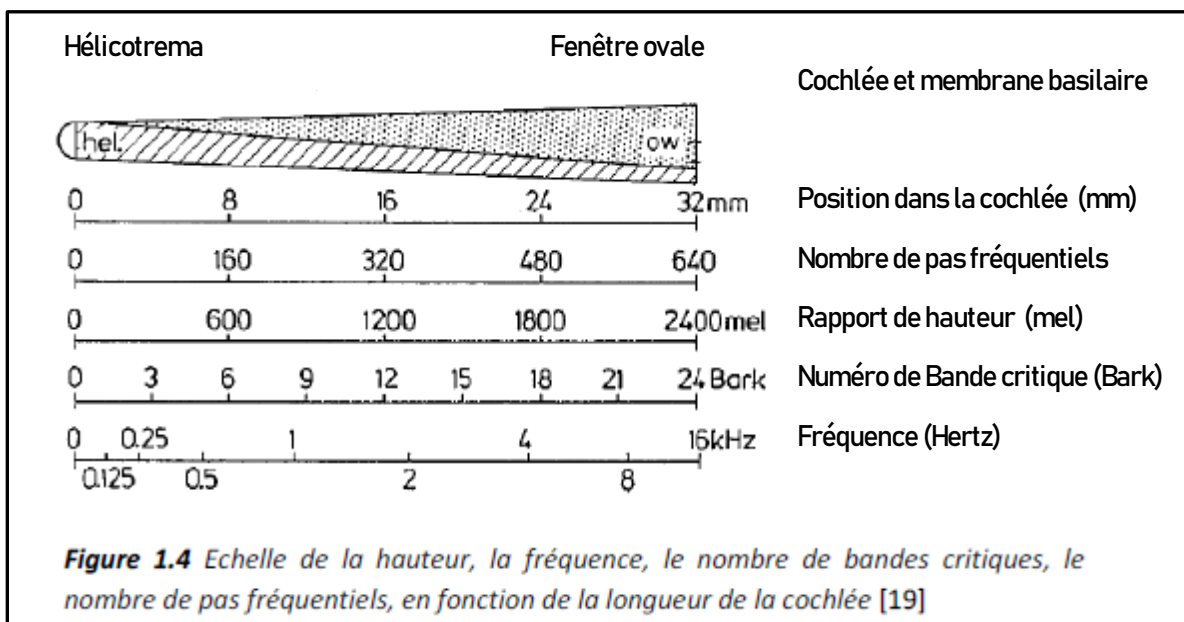 Hélicotrema Fenêtre ovale
Cochlée et membrane basilaire
hel. ow
0 8 16 24 32mm Position dans la cochlée (mm)
0 160 320 480 640 Nombre de pas fréquentiels
0 600 1200 1800 2400mel Rapport de hauteur (mel)
0 3 6 9 12 15 18 21 24 Bark Numéro de Bande critique (Bark)
0 0.25 1 4 16kHz Fréquence (Hertz)
0.125 0.5 2 8
Figure 1.4 Echelle de la hauteur, la fréquence, le nombre de bandes critiques, le
nombre de pas fréquentiels, en fonction de la longueur de la cochlée [19]